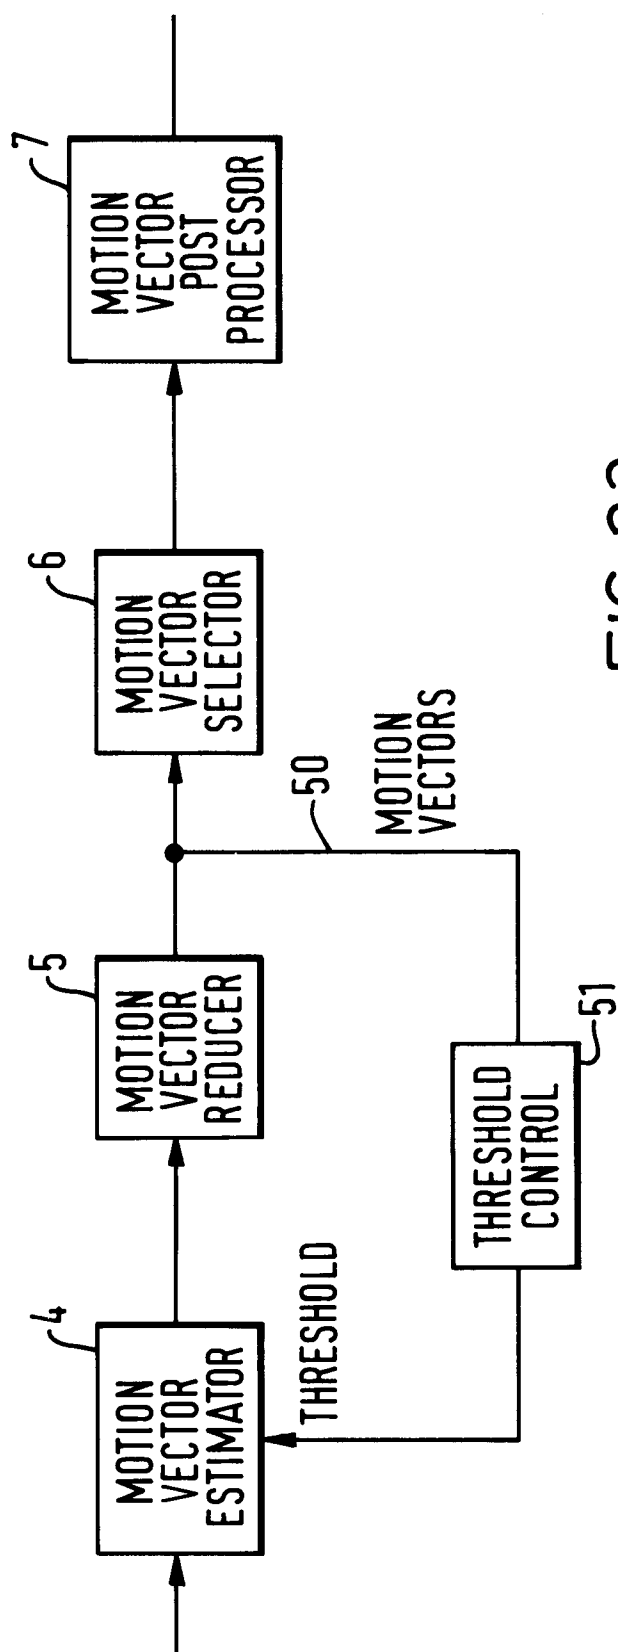 4
MOTION
VECTOR
ESTIMATOR
5
MOTION
VECTOR
REDUCER
6
MOTION
VECTOR
SELECTOR
7
MOTION
VECTOR
POST
PROCESSOR
THRESHOLD
50
MOTION
VECTORS
THRESHOLD
CONTROL
51
FIG